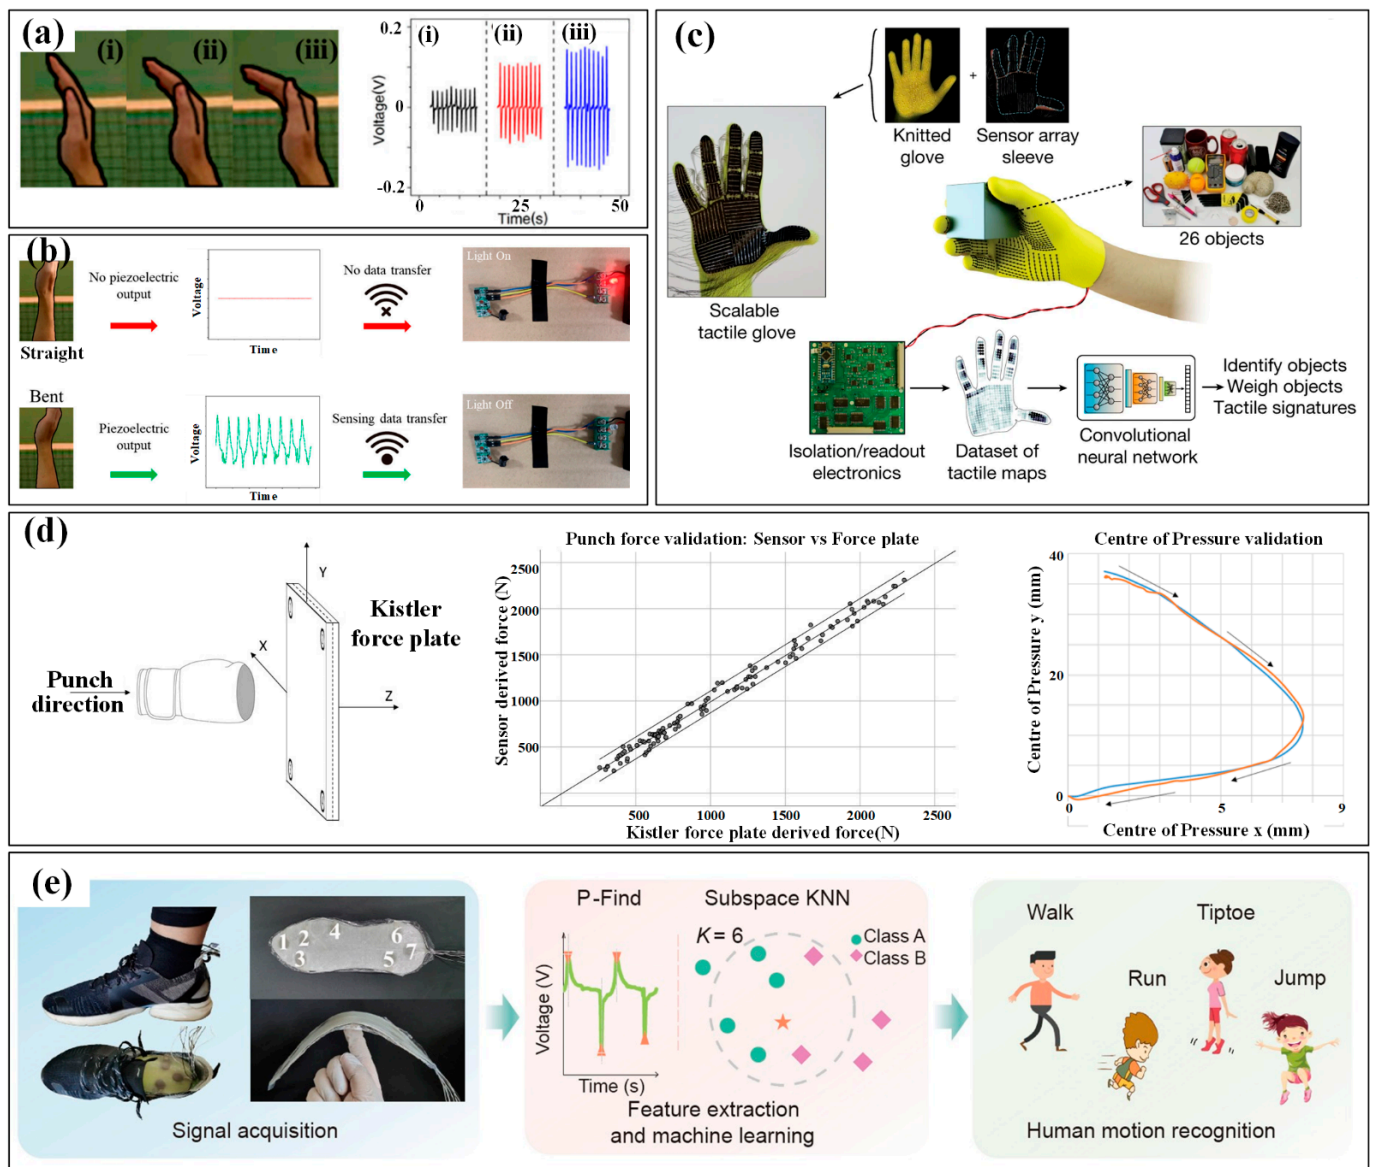 (a)
(i)
(ii)
(iii)
0.2
0
-0.2
Voltage(V)
(i)
(ii)
(iii)
0
25
50
Time(s)
(b)
Straight
No piezoelectric
output
Voltage
Time
No data transfer
Light On
Bent
Piezoelectric
output
Voltage
Time
Sensing data transfer
Light Off
(c)
Knitted
glove
+
Sensor array
sleeve
Scalable
tactile glove
26 objects
Isolation/readout
electronics
Dataset of
tactile maps
Convolutional
neural network
Identify objects
Weigh objects
Tactile signatures
(d)
Punch
direction
Y
X
Z
Kistler
force plate
Punch force validation: Sensor vs Force plate
Sensor derived force (N)
2500
2000
1500
1000
500
500
1000
1500
2000
2500
Kistler force plate derived force(N)
Centre of Pressure validation
Centre of Pressure y (mm)
40
20
0
0
5
9
Centre of Pressure x (mm)
(e)
1
2
3
4
5
6
7
Signal acquisition
P-Find
Voltage (V)
Time (s)
Subspace KNN
K = 6
Class A
Class B
Feature extraction
and machine learning
Walk
Run
Tiptoe
Jump
Human motion recognition